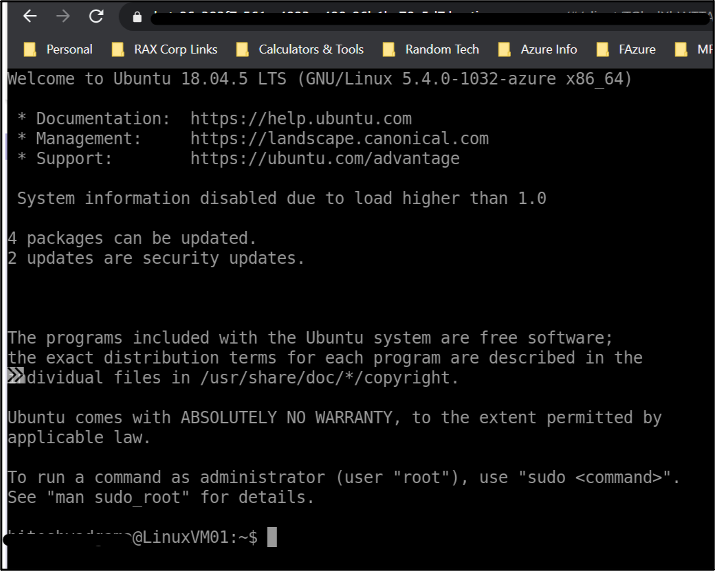 Personal RAX Corp Links Calculators & Tools Random Tech Azure Info FAzure
Welcome to Ubuntu 18.04.5 LTS (GNU/Linux 5.4.0-1032-azure x86_64)
* Documentation: https://help.ubuntu.com
* Management: https://landscape.canonical.com
* Support: https://ubuntu.com/advantage
System information disabled due to load higher than 1.0
4 packages can be updated.
2 updates are security updates.
The programs included with the Ubuntu system are free software;
the exact distribution terms for each program are described in the
dividual files in /usr/share/doc/*/copyright.
Ubuntu comes with ABSOLUTELY NO WARRANTY, to the extent permitted by
applicable law.
To run a command as administrator (user "root"), use "sudo <command>".
See "man sudo_root" for details.
@LinuxVM01:~$